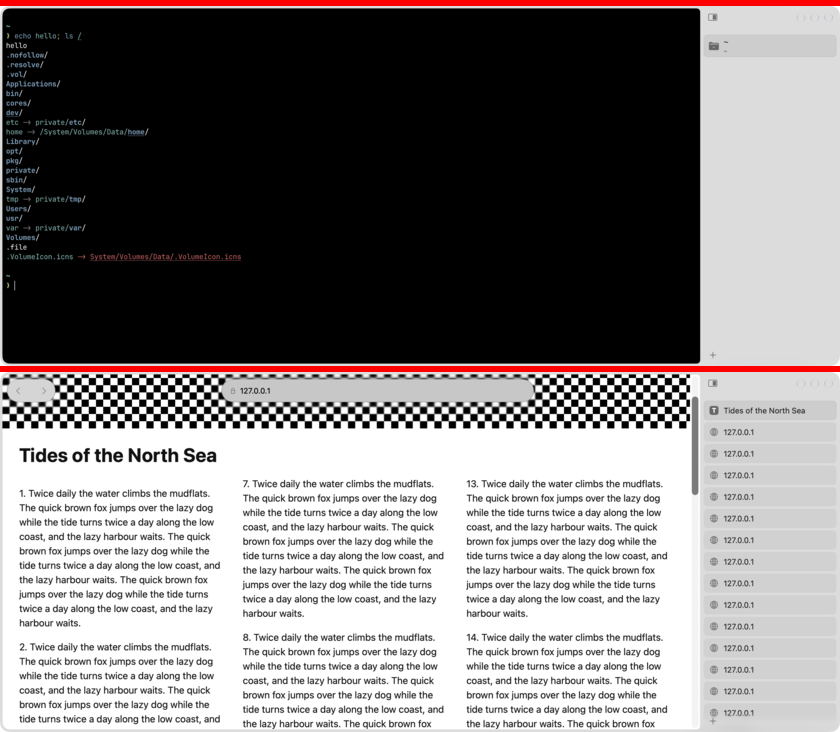 ~
❯ echo hello; ls /
hello
.nofollow/
.resolve/
.vol/
Applications/
bin/
cores/
dev/
etc → private/etc/
home → /System/Volumes/Data/home/
Library/
opt/
pkg/
private/
sbin/
System/
tmp → private/tmp/
Users/
usr/
var → private/var/
Volumes/
.file
.VolumeIcon.icns → System/Volumes/Data/.VolumeIcon.icns
~
❯
~
~
+
127.0.0.1
Tides of the North Sea
1. Twice daily the water climbs the mudflats.
The quick brown fox jumps over the lazy dog
while the tide turns twice a day along the low
coast, and the lazy harbour waits. The quick
brown fox jumps over the lazy dog while the
tide turns twice a day along the low coast, and
the lazy harbour waits. The quick brown fox
jumps over the lazy dog while the tide turns
twice a day along the low coast, and the lazy
harbour waits.
2. Twice daily the water climbs the mudflats.
The quick brown fox jumps over the lazy dog
while the tide turns twice a day along the low
coast, and the lazy harbour waits. The quick
brown fox jumps over the lazy dog while the
tide turns twice a day along the low coast, and
7. Twice daily the water climbs the mudflats.
The quick brown fox jumps over the lazy dog
while the tide turns twice a day along the low
coast, and the lazy harbour waits. The quick
brown fox jumps over the lazy dog while the
tide turns twice a day along the low coast, and
the lazy harbour waits. The quick brown fox
jumps over the lazy dog while the tide turns
twice a day along the low coast, and the lazy
harbour waits.
8. Twice daily the water climbs the mudflats.
The quick brown fox jumps over the lazy dog
while the tide turns twice a day along the low
coast, and the lazy harbour waits. The quick
brown fox jumps over the lazy dog while the
tide turns twice a day along the low coast, and
the lazy harbour waits. The quick brown fox
13. Twice daily the water climbs the mudflats.
The quick brown fox jumps over the lazy dog
while the tide turns twice a day along the low
coast, and the lazy harbour waits. The quick
brown fox jumps over the lazy dog while the
tide turns twice a day along the low coast, and
the lazy harbour waits. The quick brown fox
jumps over the lazy dog while the tide turns
twice a day along the low coast, and the lazy
harbour waits.
14. Twice daily the water climbs the mudflats.
The quick brown fox jumps over the lazy dog
while the tide turns twice a day along the low
coast, and the lazy harbour waits. The quick
brown fox jumps over the lazy dog while the
tide turns twice a day along the low coast, and
the lazy harbour waits. The quick brown fox
T Tides of the North Sea
127.0.0.1
127.0.0.1
127.0.0.1
127.0.0.1
127.0.0.1
127.0.0.1
127.0.0.1
127.0.0.1
127.0.0.1
127.0.0.1
127.0.0.1
127.0.0.1
127.0.0.1
127.0.0.1
+